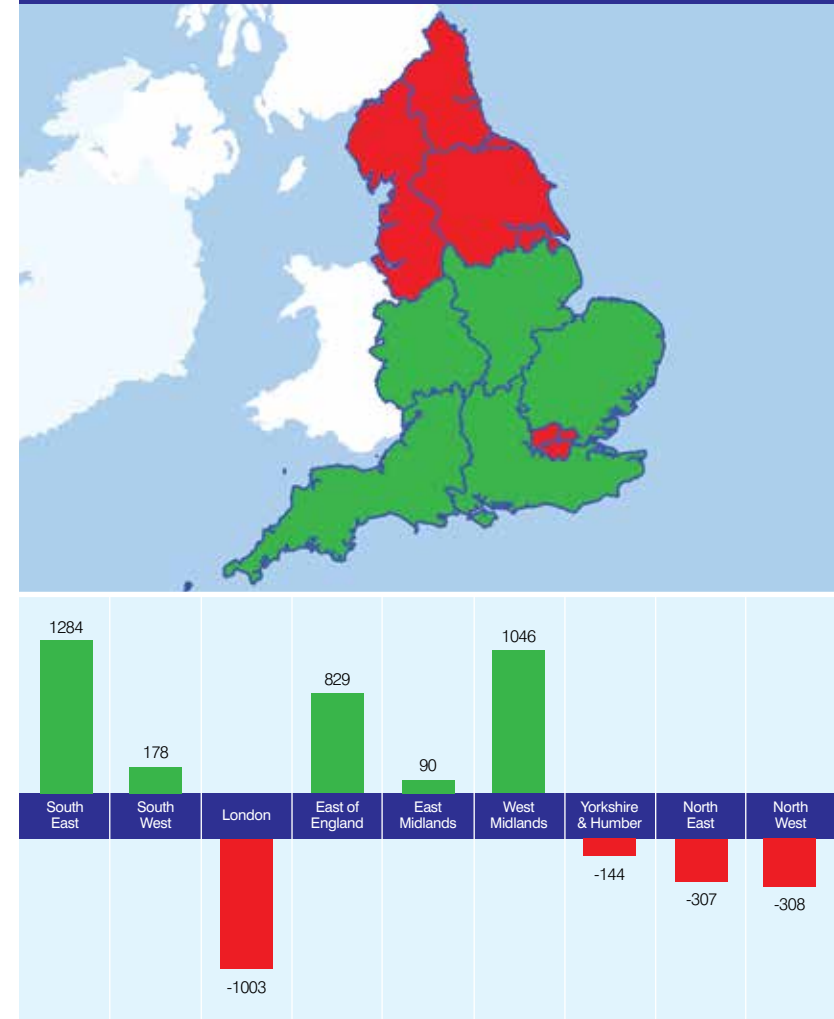 1284
178
829
90
1046
South
East
South
West
London
East of
England
East
Midlands
West
Midlands
Yorkshire
& Humber
North
East
North
West
-1003
-144
-307
-308